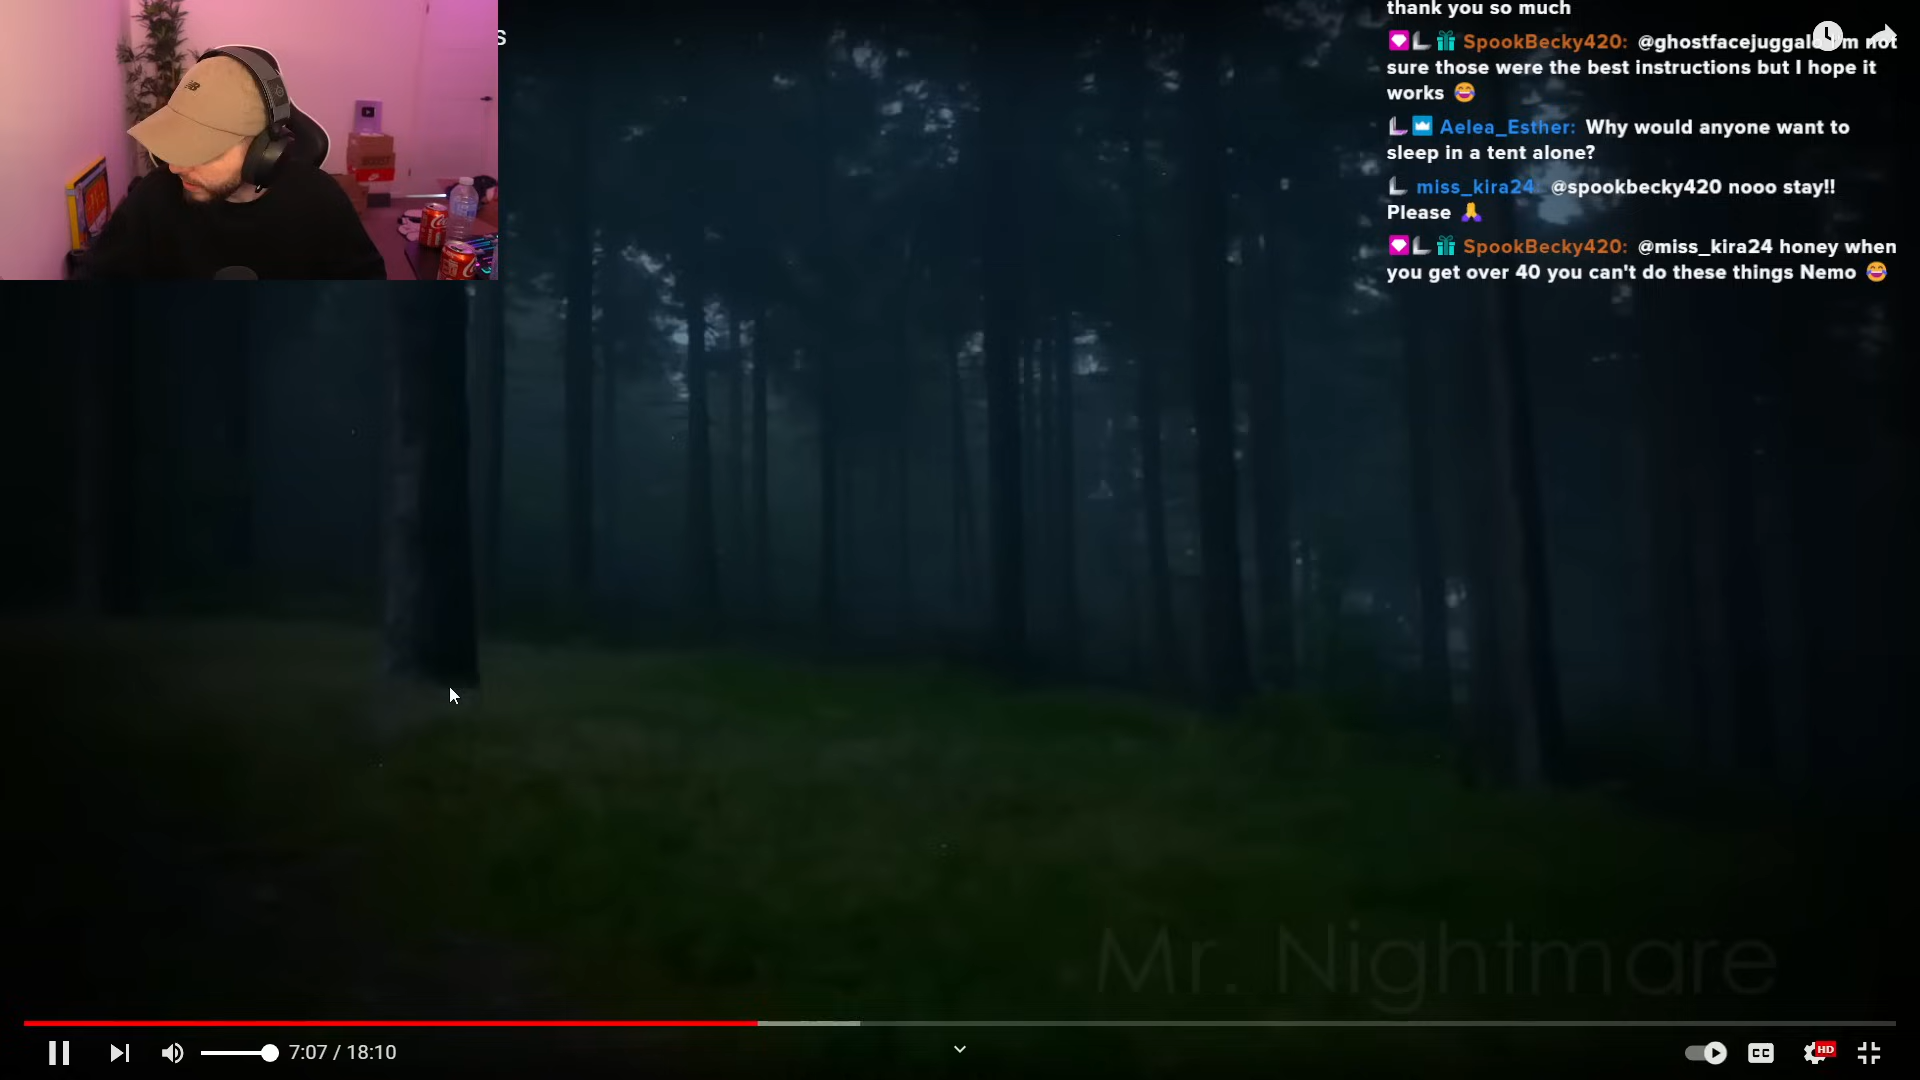 s
thank you so much
SpookBecky420: @ghostfacejuggalo I'm not
sure those were the best instructions but I hope it
works 😂
Aelea_Esther: Why would anyone want to
sleep in a tent alone?
miss_kira24: @spookbecky420 nooo stay!!
Please 🙏
SpookBecky420: @miss_kira24 honey when
you get over 40 you can't do these things Nemo 😂
Mr. Nightmare
7:07 / 18:10
CC
HD